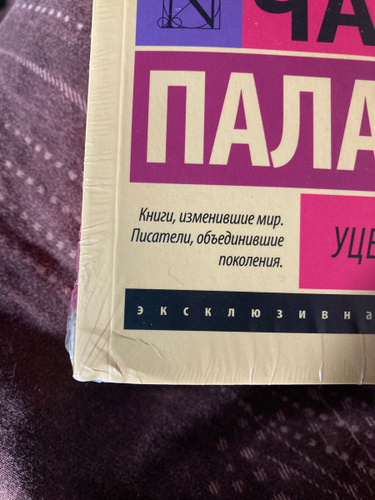 ЧА
ПАЛА
Книги, изменившие мир.
Писатели, объединившие
поколения.
УЦЕ
ЭКСКЛЮЗИВНА